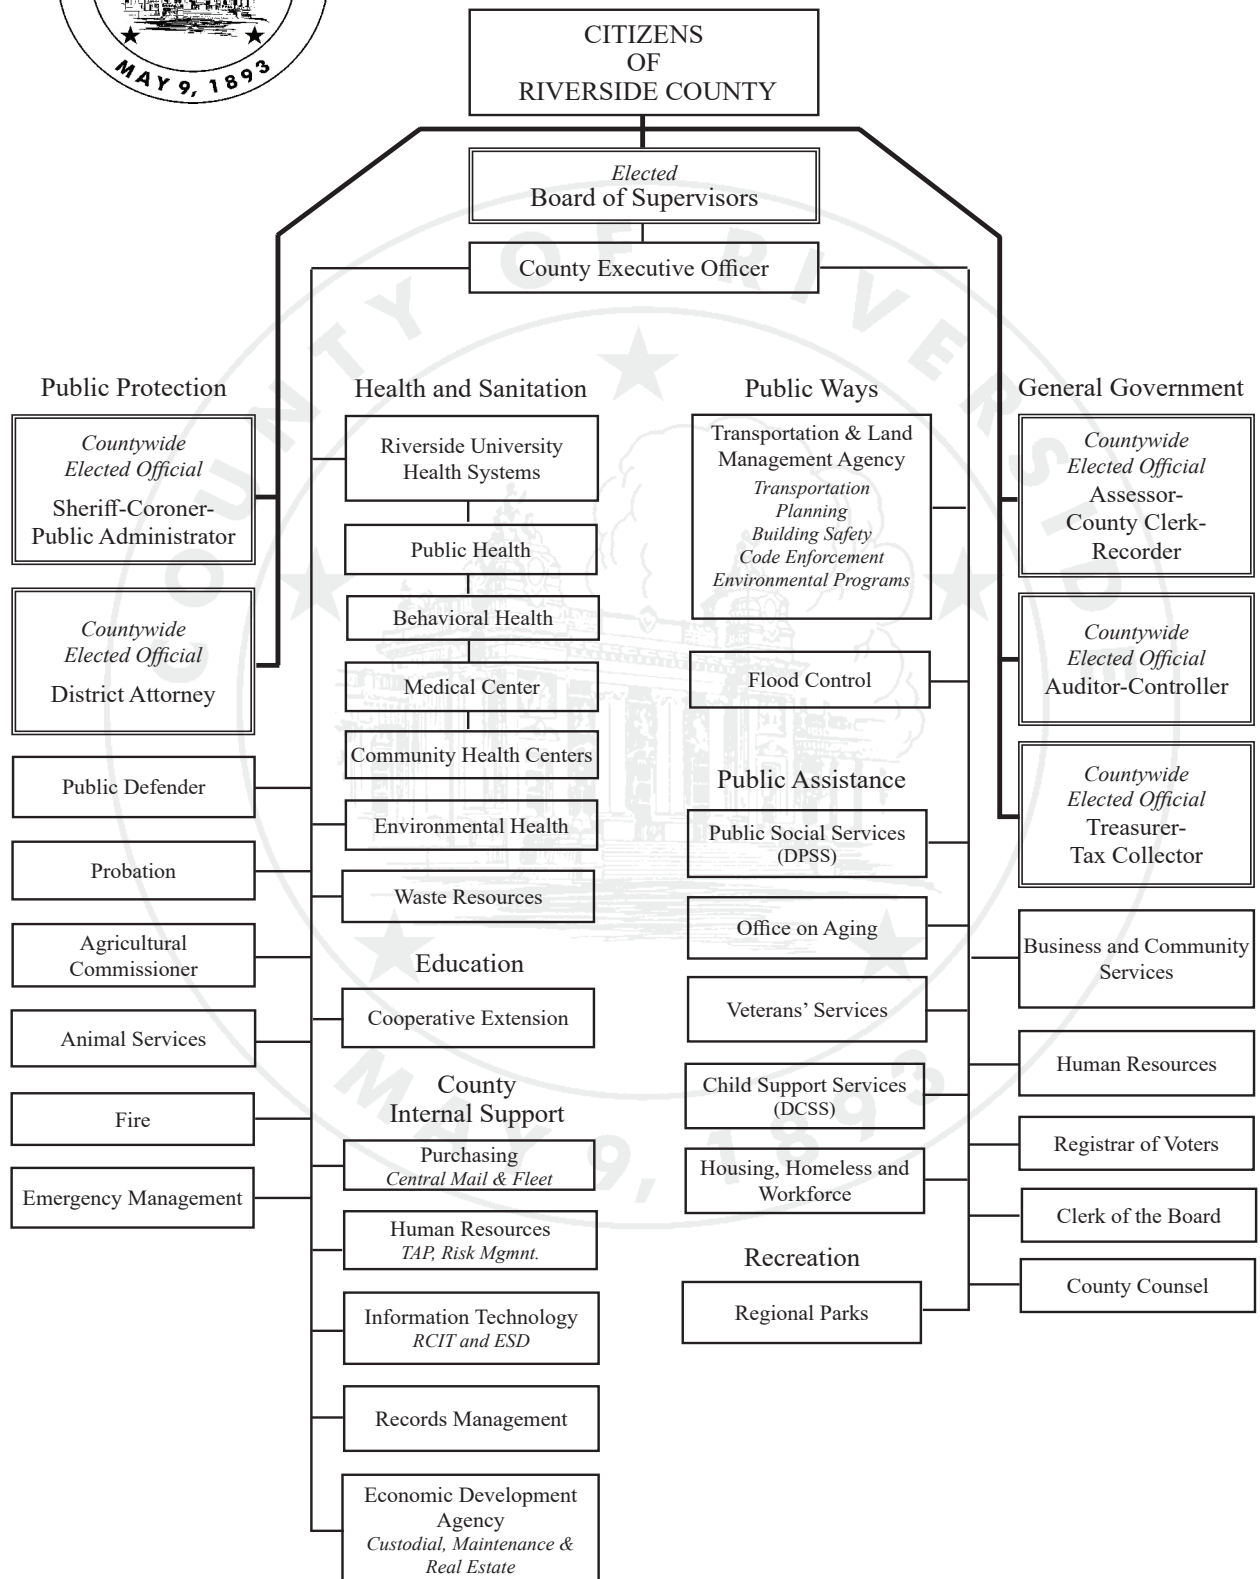 MAY 9, 1893
CITIZENS
OF
RIVERSIDE COUNTY
Elected
Board of Supervisors
County Executive Officer
COUNTY OF RIVERSIDE
MAY 9, 1893
Public Protection
Countywide
Elected Official
Sheriff-Coroner-
Public Administrator
Countywide
Elected Official
District Attorney
Public Defender
Probation
Agricultural
Commissioner
Animal Services
Fire
Emergency Management
Health and Sanitation
Riverside University
Health Systems
Public Health
Behavioral Health
Medical Center
Community Health Centers
Environmental Health
Waste Resources
Education
Cooperative Extension
County
Internal Support
Purchasing
Central Mail & Fleet
Human Resources
TAP, Risk Mgmnt.
Information Technology
RCIT and ESD
Records Management
Economic Development
Agency
Custodial, Maintenance &
Real Estate
Public Ways
Transportation & Land
Management Agency
Transportation
Planning
Building Safety
Code Enforcement
Environmental Programs
Flood Control
Public Assistance
Public Social Services
(DPSS)
Office on Aging
Veterans’ Services
Child Support Services
(DCSS)
Housing, Homeless and
Workforce
Recreation
Regional Parks
General Government
Countywide
Elected Official
Assessor-
County Clerk-
Recorder
Countywide
Elected Official
Auditor-Controller
Countywide
Elected Official
Treasurer-
Tax Collector
Business and Community
Services
Human Resources
Registrar of Voters
Clerk of the Board
County Counsel